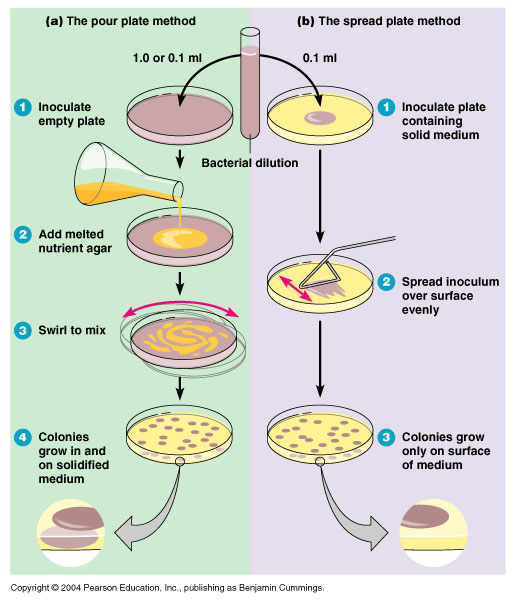 (a) The pour plate method
(b) The spread plate method
1.0 or 0.1 ml
0.1 ml
Bacterial dilution
1 Inoculate
empty plate
2 Add melted
nutrient agar
3 Swirl to mix
4 Colonies
grow in and
on solidified
medium
1 Inoculate plate
containing
solid medium
2 Spread inoculum
over surface
evenly
3 Colonies grow
only on surface
of medium
Copyright © 2004 Pearson Education, Inc., publishing as Benjamin Cummings.